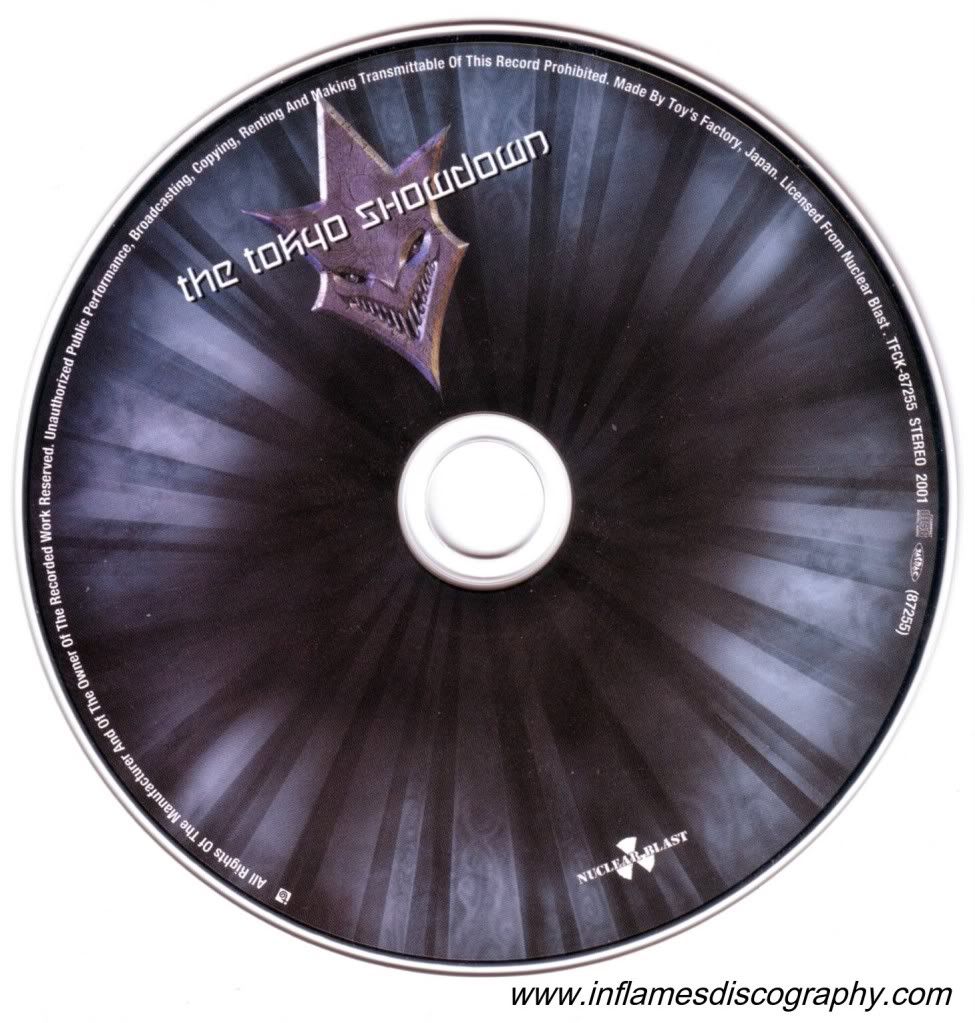 All Rights Of The Manufacturer And Of The Owner Of The Recorded Work Reserved. Unauthorized Public Performance, Broadcasting, Copying, Renting And Making Transmittable Of This Record Prohibited. Made By Toy's Factory, Japan. Licensed From Nuclear Blast . TFCK-87255 STEREO 2001 (87255)
the tokyo showdown
NUCLEAR BLAST
www.inflamesdiscography.com